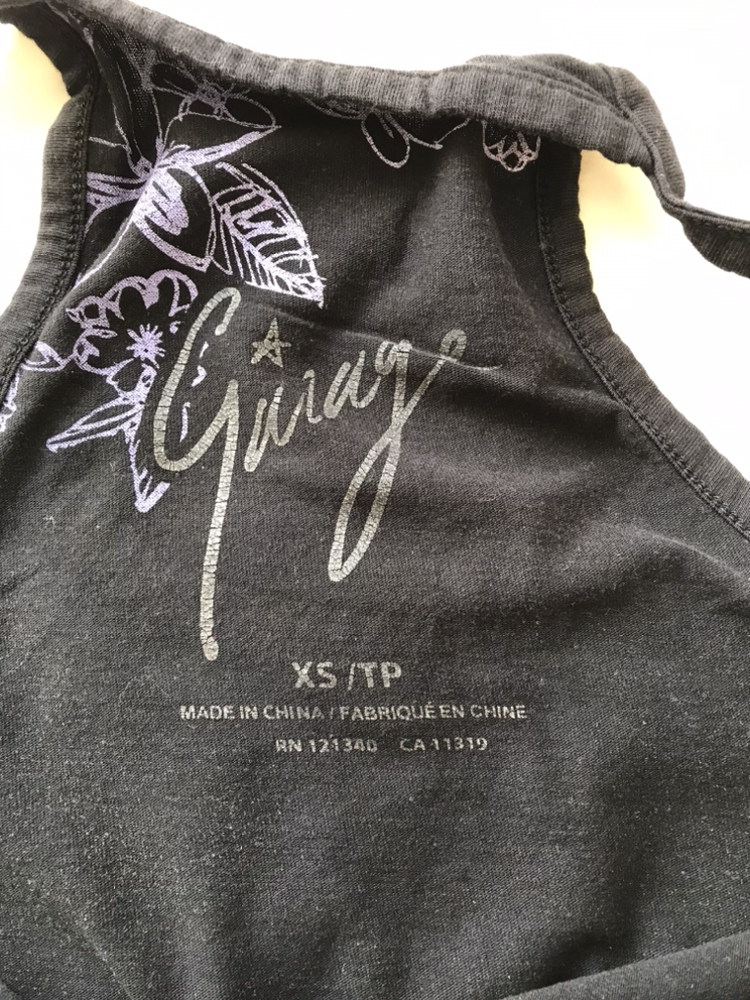 Garage
XS /TP
MADE IN CHINA / FABRIQUÉ EN CHINE
RN 121340 CA 11319